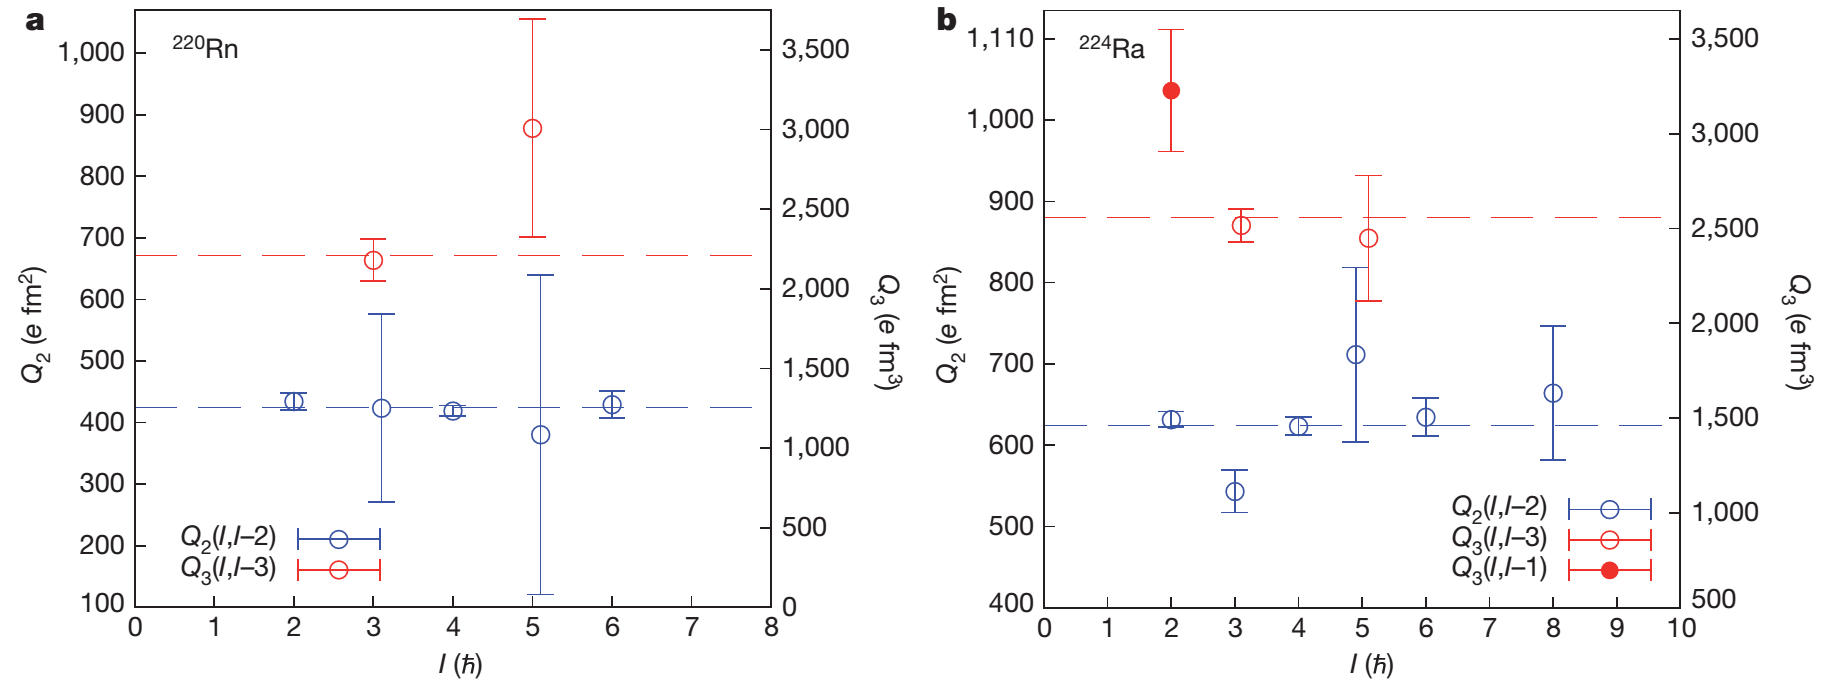 a
220Rn
1,000
900
800
700
600
500
400
300
200
100
Q2 (e fm2)
3,500
3,000
2,500
2,000
1,500
1,000
500
0
Q3 (e fm3)
Q2(I,I–2)
Q3(I,I–3)
0 1 2 3 4 5 6 7 8
I (ħ)
b
224Ra
1,110
1,000
900
800
700
600
500
400
Q2 (e fm2)
3,500
3,000
2,500
2,000
1,500
1,000
500
Q3 (e fm3)
Q2(I,I–2)
Q3(I,I–3)
Q3(I,I–1)
0 1 2 3 4 5 6 7 8 9 10
I (ħ)